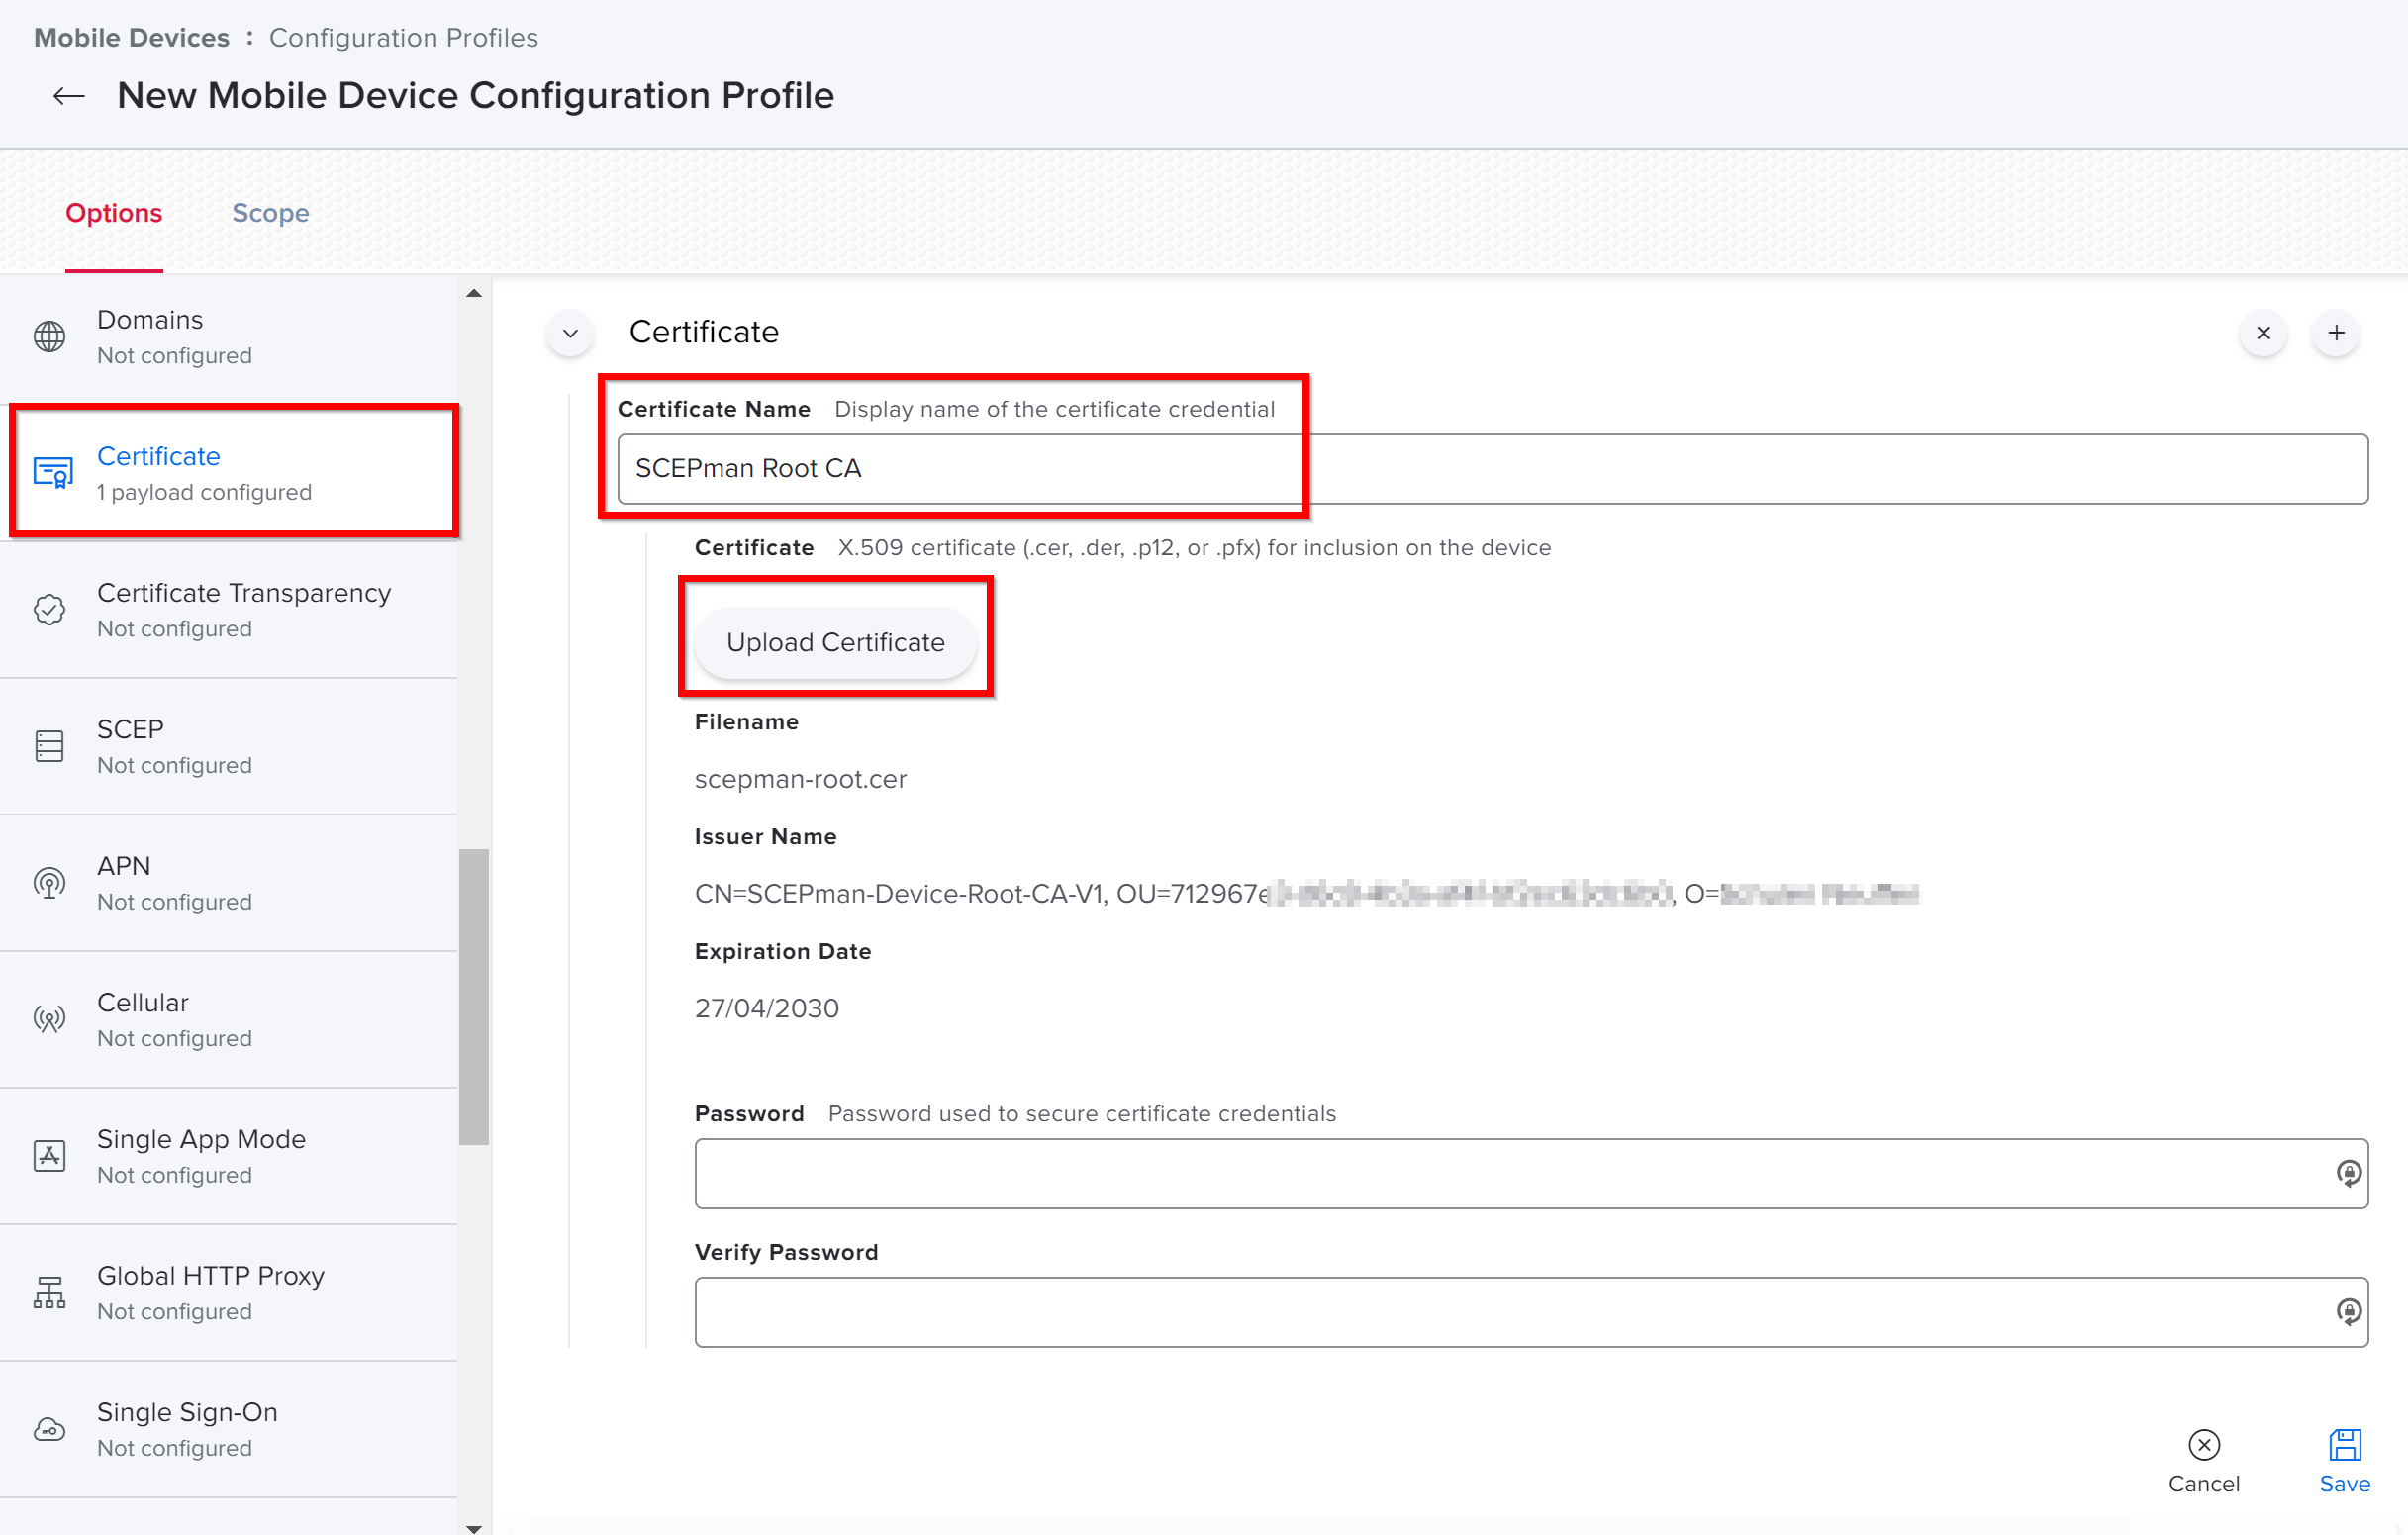 Mobile Devices : Configuration Profiles
New Mobile Device Configuration Profile
Options Scope
Domains
Not configured
Certificate
1 payload configured
Certificate Transparency
Not configured
SCEP
Not configured
APN
Not configured
Cellular
Not configured
Single App Mode
Not configured
Global HTTP Proxy
Not configured
Single Sign-On
Not configured
Certificate
Certificate Name Display name of the certificate credential
SCEPman Root CA
Certificate X.509 certificate (.cer, .der, .p12, or .pfx) for inclusion on the device
Upload Certificate
Filename
scepman-root.cer
Issuer Name
CN=SCEPman-Device-Root-CA-V1, OU=712967e , O=
Expiration Date
27/04/2030
Password Password used to secure certificate credentials
Verify Password
Cancel Save